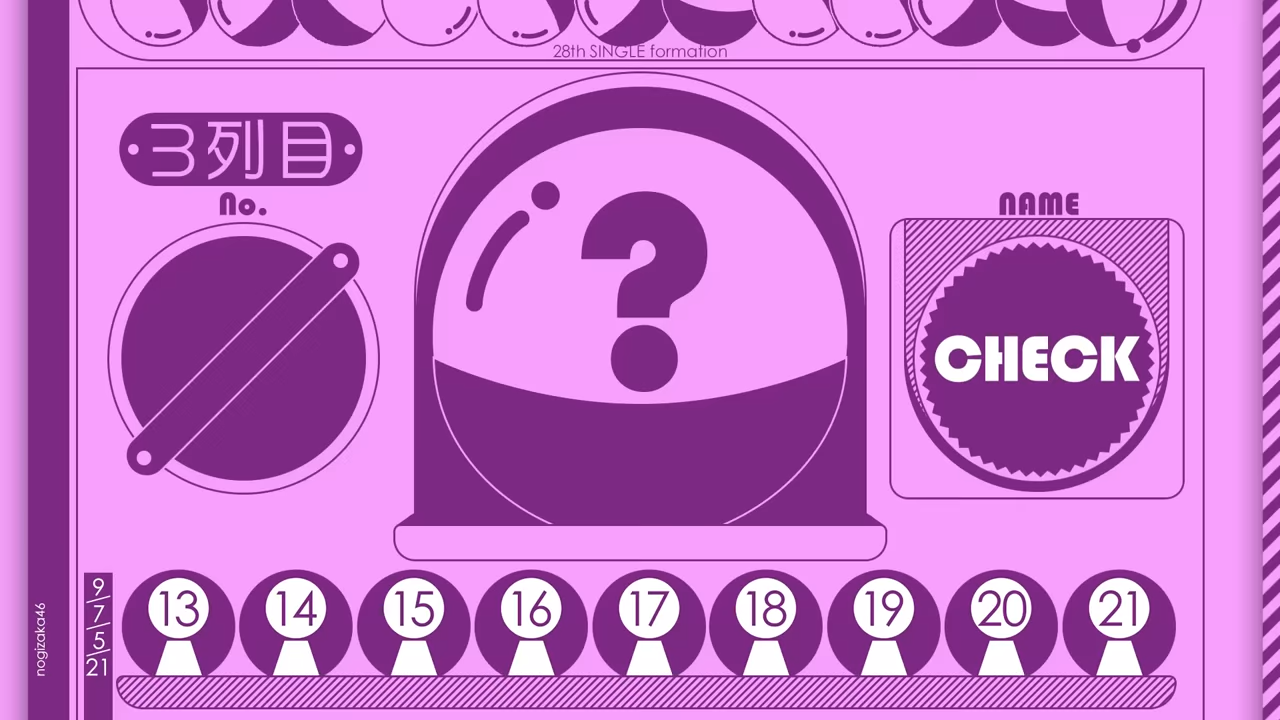 28th SINGLE formation
3列目
No.
?
NAME
CHECK
9/7/5/21
13 14 15 16 17 18 19 20 21
nogizaka46